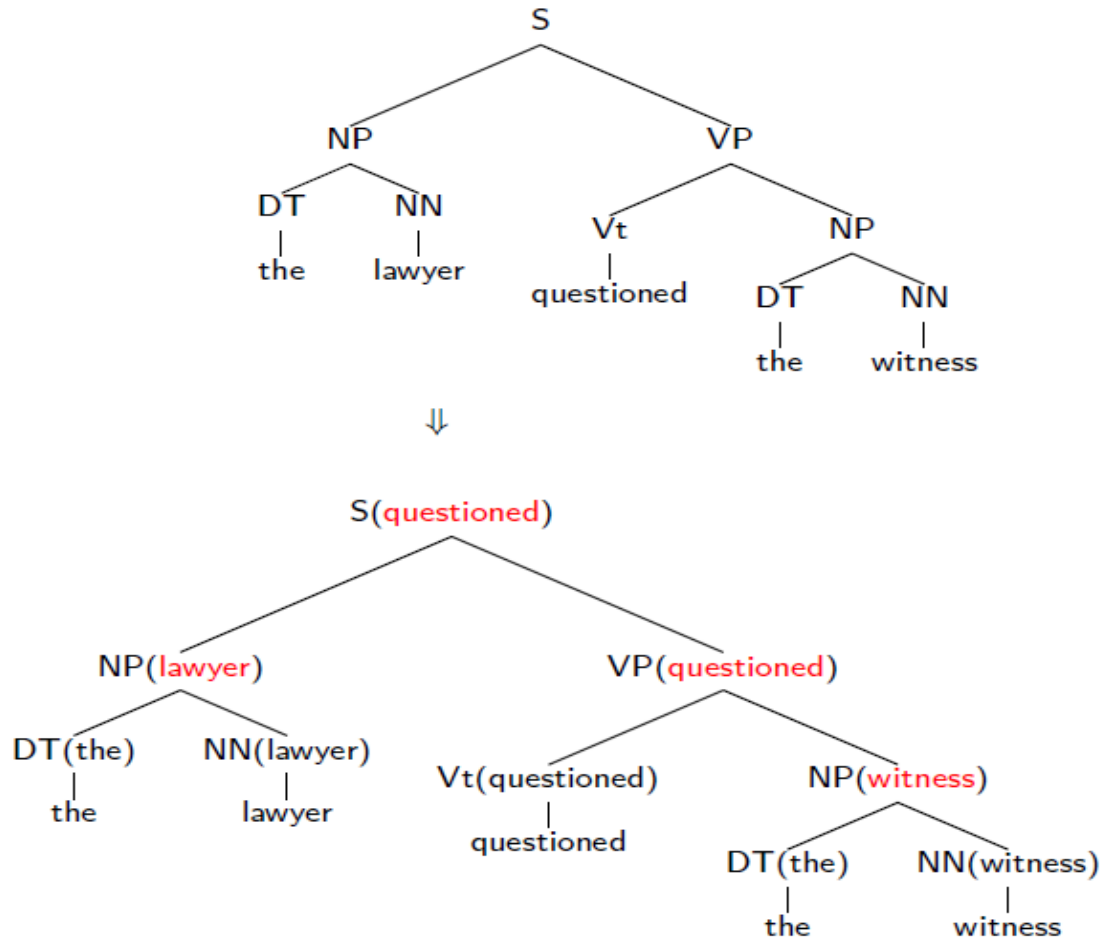 S
NP VP
DT NN Vt NP
the lawyer questioned DT NN
the witness
⇓
S(questioned)
NP(lawyer) VP(questioned)
DT(the) NN(lawyer) Vt(questioned) NP(witness)
the lawyer questioned DT(the) NN(witness)
the witness